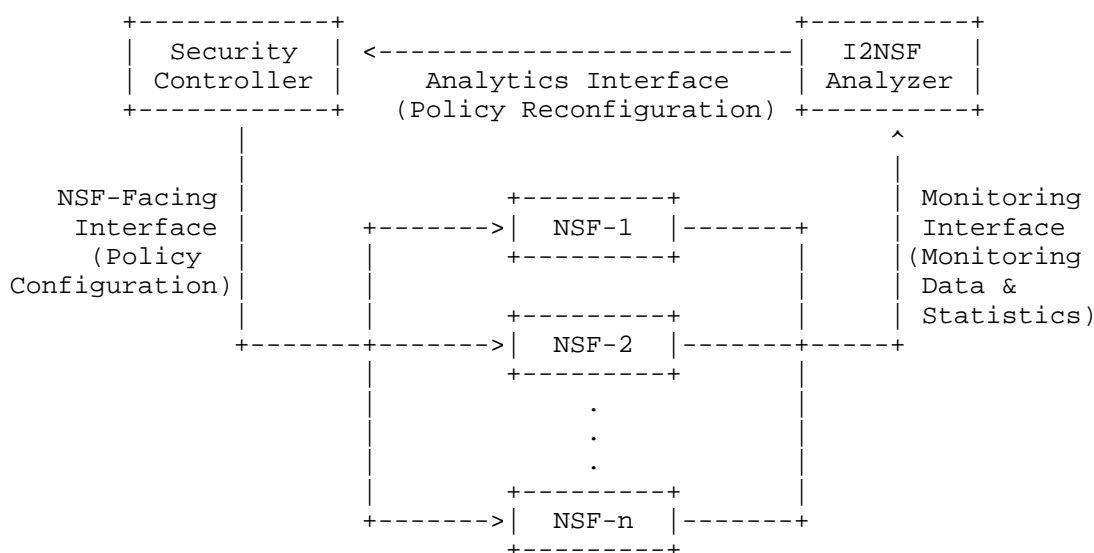 Security I2NSF
Controller Analytics Interface Analyzer
(Policy Reconfiguration)
NSF-Facing Monitoring
Interface NSF-1 Interface
(Policy (Monitoring
Configuration) Data &
Statistics)
NSF-2
.
.
.
NSF-n